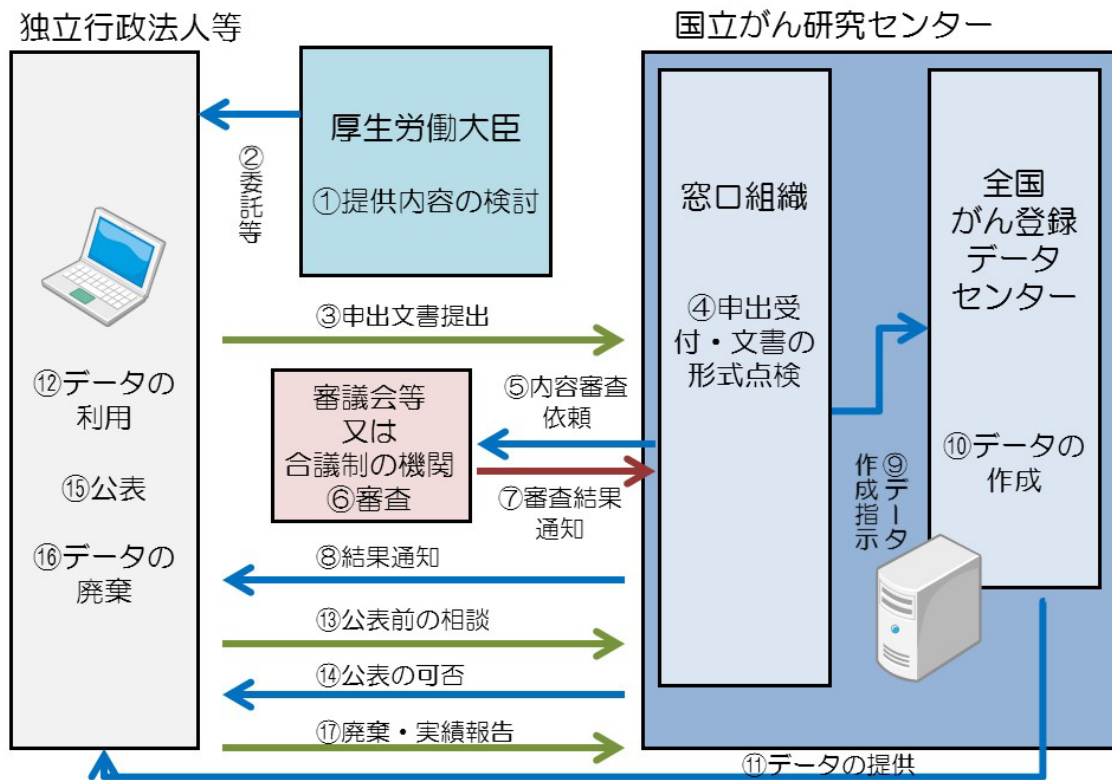 独立行政法人等
国立がん研究センター
厚生労働大臣
①提供内容の検討
②委託等
③申出文書提出
窓口組織
④申出受
付・文書の
形式点検
全国
がん登録
データ
センター
⑩データの
作成
⑨データ
作成指示
⑤内容審査
依頼
審議会等
又は
合議制の機関
⑥審査
⑦審査結果
通知
⑧結果通知
⑫データの
利用
⑮公表
⑯データの
廃棄
⑬公表前の相談
⑭公表の可否
⑰廃棄・実績報告
⑪データの提供